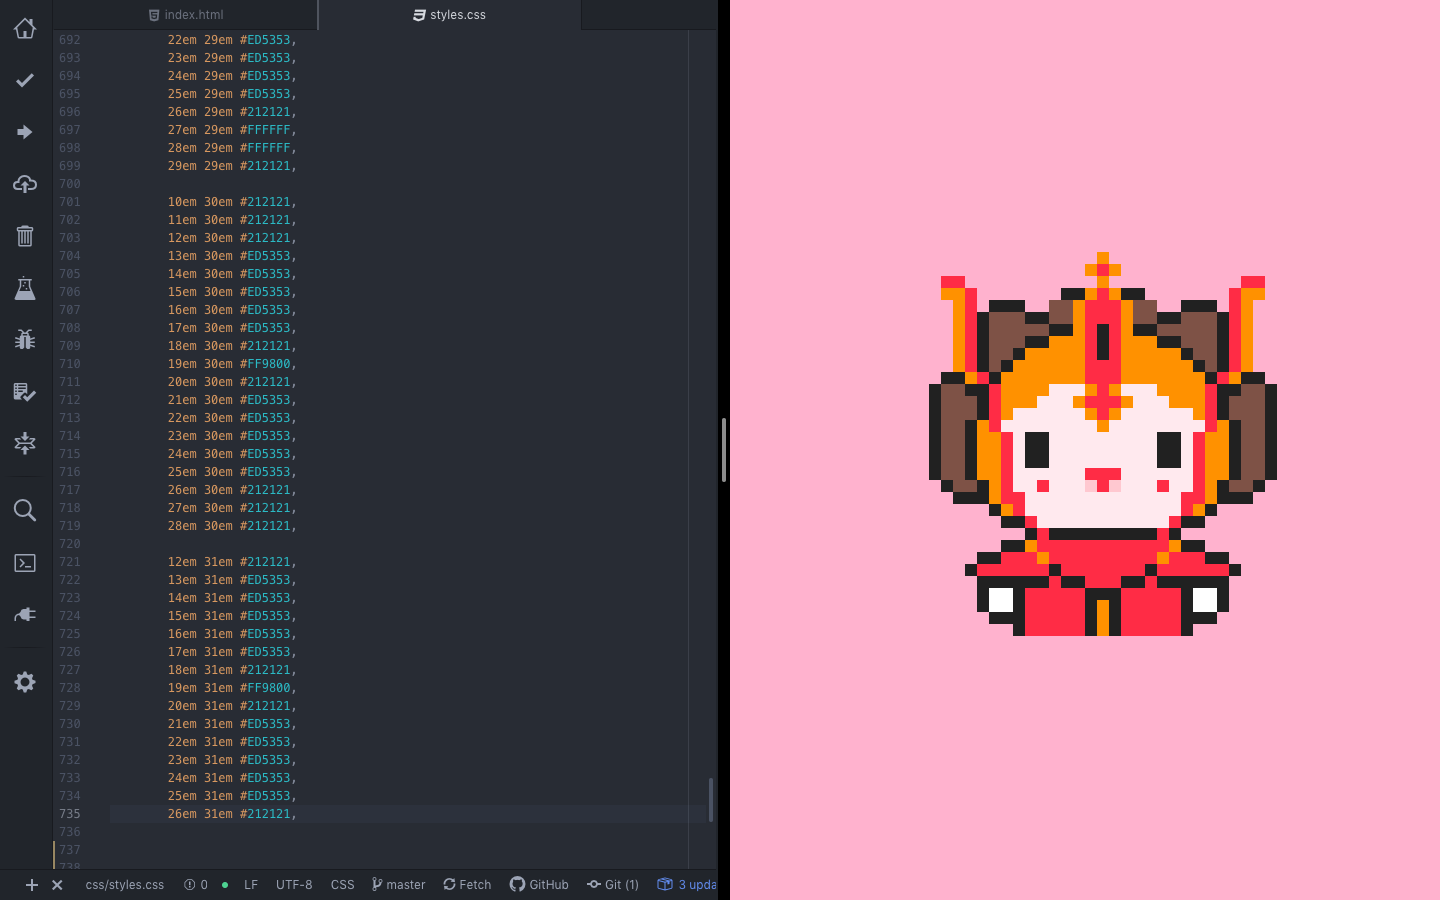 index.html
styles.css
692 22em 29em #ED5353,
693 23em 29em #ED5353,
694 24em 29em #ED5353,
695 25em 29em #ED5353,
696 26em 29em #212121,
697 27em 29em #FFFFFF,
698 28em 29em #FFFFFF,
699 29em 29em #212121,
700
701 10em 30em #212121,
702 11em 30em #212121,
703 12em 30em #212121,
704 13em 30em #ED5353,
705 14em 30em #ED5353,
706 15em 30em #ED5353,
707 16em 30em #ED5353,
708 17em 30em #ED5353,
709 18em 30em #212121,
710 19em 30em #FF9800,
711 20em 30em #212121,
712 21em 30em #ED5353,
713 22em 30em #ED5353,
714 23em 30em #ED5353,
715 24em 30em #ED5353,
716 25em 30em #ED5353,
717 26em 30em #212121,
718 27em 30em #212121,
719 28em 30em #212121,
720
721 12em 31em #212121,
722 13em 31em #ED5353,
723 14em 31em #ED5353,
724 15em 31em #ED5353,
725 16em 31em #ED5353,
726 17em 31em #ED5353,
727 18em 31em #212121,
728 19em 31em #FF9800,
729 20em 31em #212121,
730 21em 31em #ED5353,
731 22em 31em #ED5353,
732 23em 31em #ED5353,
733 24em 31em #ED5353,
734 25em 31em #ED5353,
735 26em 31em #212121,
736
737
738
css/styles.css 0 LF UTF-8 CSS master Fetch GitHub Git (1) 3 upda